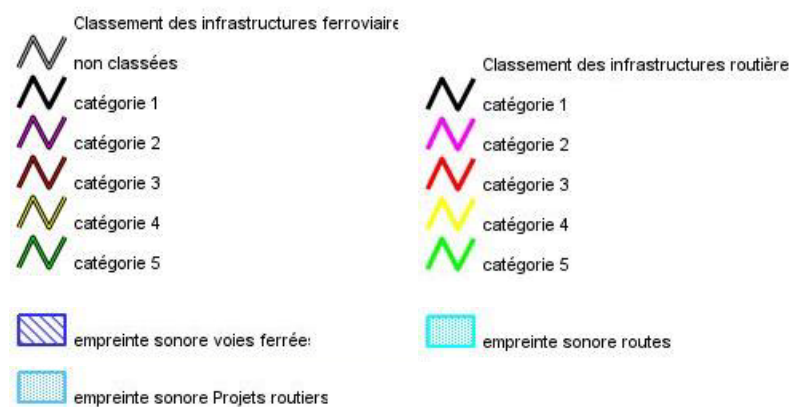 Classement des infrastructures ferroviaire
non classées
catégorie 1
catégorie 2
catégorie 3
catégorie 4
catégorie 5
empreinte sonore voies ferrée
empreinte sonore Projets routiers
Classement des infrastructures routière
catégorie 1
catégorie 2
catégorie 3
catégorie 4
catégorie 5
empreinte sonore routes